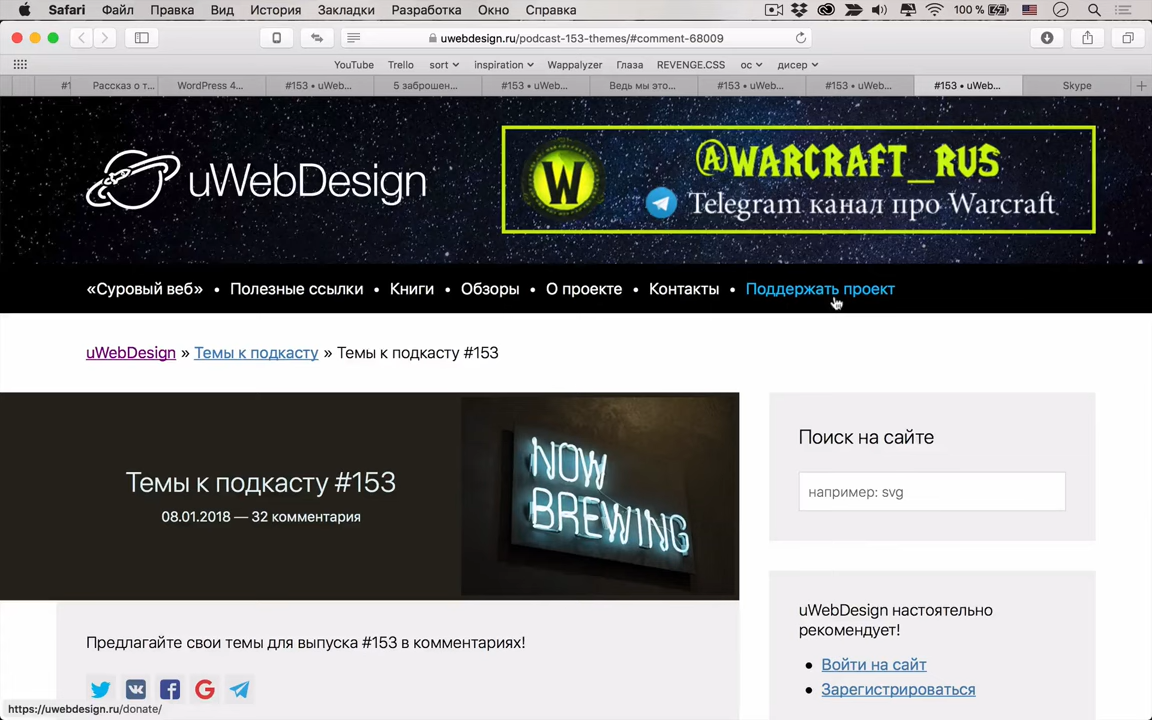 Safari Файл Правка Вид История Закладки Разработка Окно Справка 100 %
uwebdesign.ru/podcast-153-themes/#comment-68009
YouTube Trello sort inspiration Wappalyzer Глаза REVENGE.CSS ос дисер
#1 Рассказ о т... WordPress 4... #153 • uWeb... 5 заброшен... #153 • uWeb... Ведь мы это... #153 • uWeb... #153 • uWeb... #153 • uWeb... Skype
uWebDesign
W
@WARCRAFT_RUS
Telegram канал про Warcraft
«Суровый веб» • Полезные ссылки • Книги • Обзоры • О проекте • Контакты • Поддержать проект
uWebDesign » Темы к подкасту » Темы к подкасту #153
Темы к подкасту #153
08.01.2018 — 32 комментария
NOW
BREWING
Поиск на сайте
например: svg
Предлагайте свои темы для выпуска #153 в комментариях!
uWebDesign настоятельно
рекомендует!
• Войти на сайт
• Зарегистрироваться
https://uwebdesign.ru/donate/